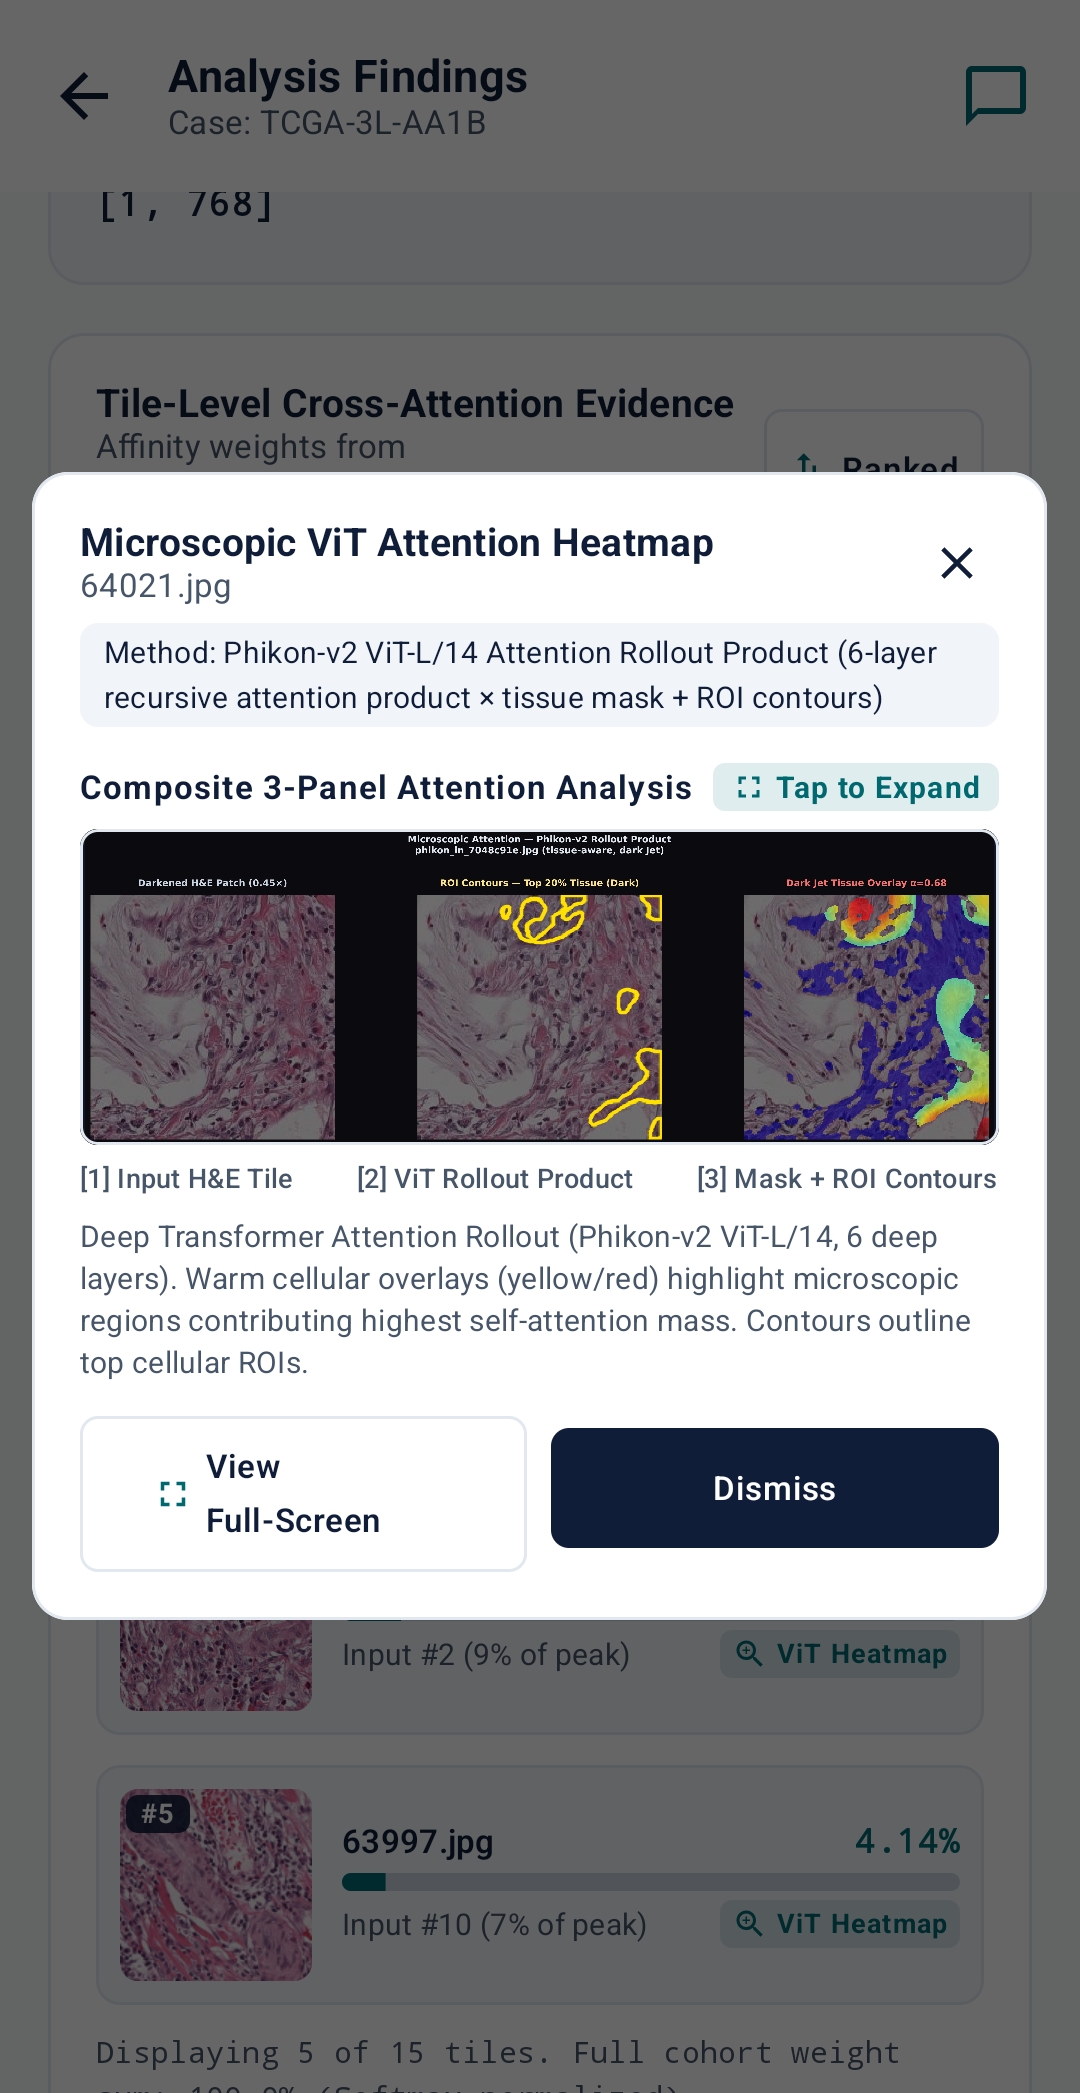 Analysis Findings
Case: TCGA-3L-AA1B
[1, 768]
Tile-Level Cross-Attention Evidence
Affinity weights from
Ranked
Microscopic ViT Attention Heatmap
64021.jpg
Method: Phikon-v2 ViT-L/14 Attention Rollout Product (6-layer
recursive attention product × tissue mask + ROI contours)
Composite 3-Panel Attention Analysis
Tap to Expand
Microscopic Attention — Phikon-v2 Rollout Product
phikon_in_7048c91e.jpg (tissue-aware, dark jet)
Darkened H&E Patch (0.45×)
ROI Contours — Top 20% Tissue (Dark)
Dark Jet Tissue Overlay α=0.68
[1] Input H&E Tile
[2] ViT Rollout Product
[3] Mask + ROI Contours
Deep Transformer Attention Rollout (Phikon-v2 ViT-L/14, 6 deep
layers). Warm cellular overlays (yellow/red) highlight microscopic
regions contributing highest self-attention mass. Contours outline
top cellular ROIs.
View
Full-Screen
Dismiss
Input #2 (9% of peak)
ViT Heatmap
#5
63997.jpg
4.14%
Input #10 (7% of peak)
ViT Heatmap
Displaying 5 of 15 tiles. Full cohort weight